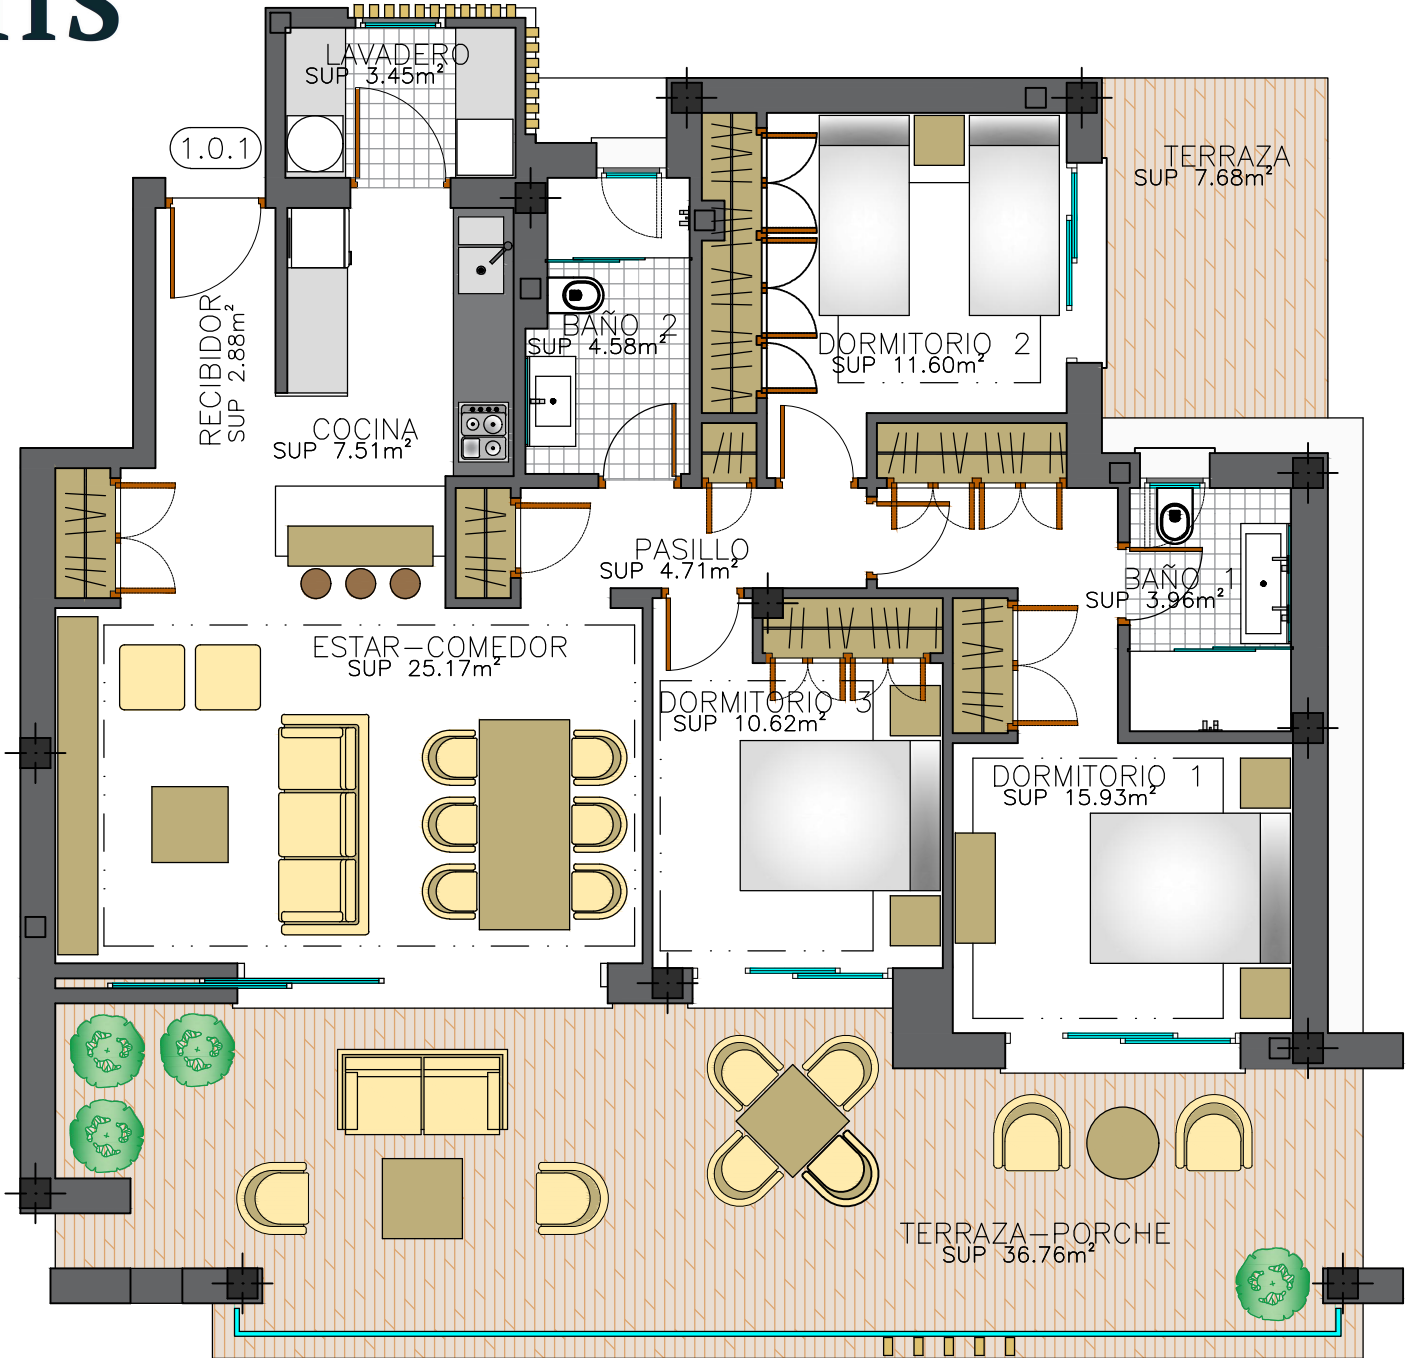 LAVADERO
SUP 3.45m²
1.0.1
TERRAZA
SUP 7.68m²
RECIBIDOR
SUP 2.88m²
BAÑO 2
SUP 4.58m²
DORMITORIO 2
SUP 11.60m²
COCINA
SUP 7.51m²
PASILLO
SUP 4.71m²
BAÑO 1
SUP 3.96m²
ESTAR-COMEDOR
SUP 25.17m²
DORMITORIO 3
SUP 10.62m²
DORMITORIO 1
SUP 15.93m²
TERRAZA-PORCHE
SUP 36.76m²